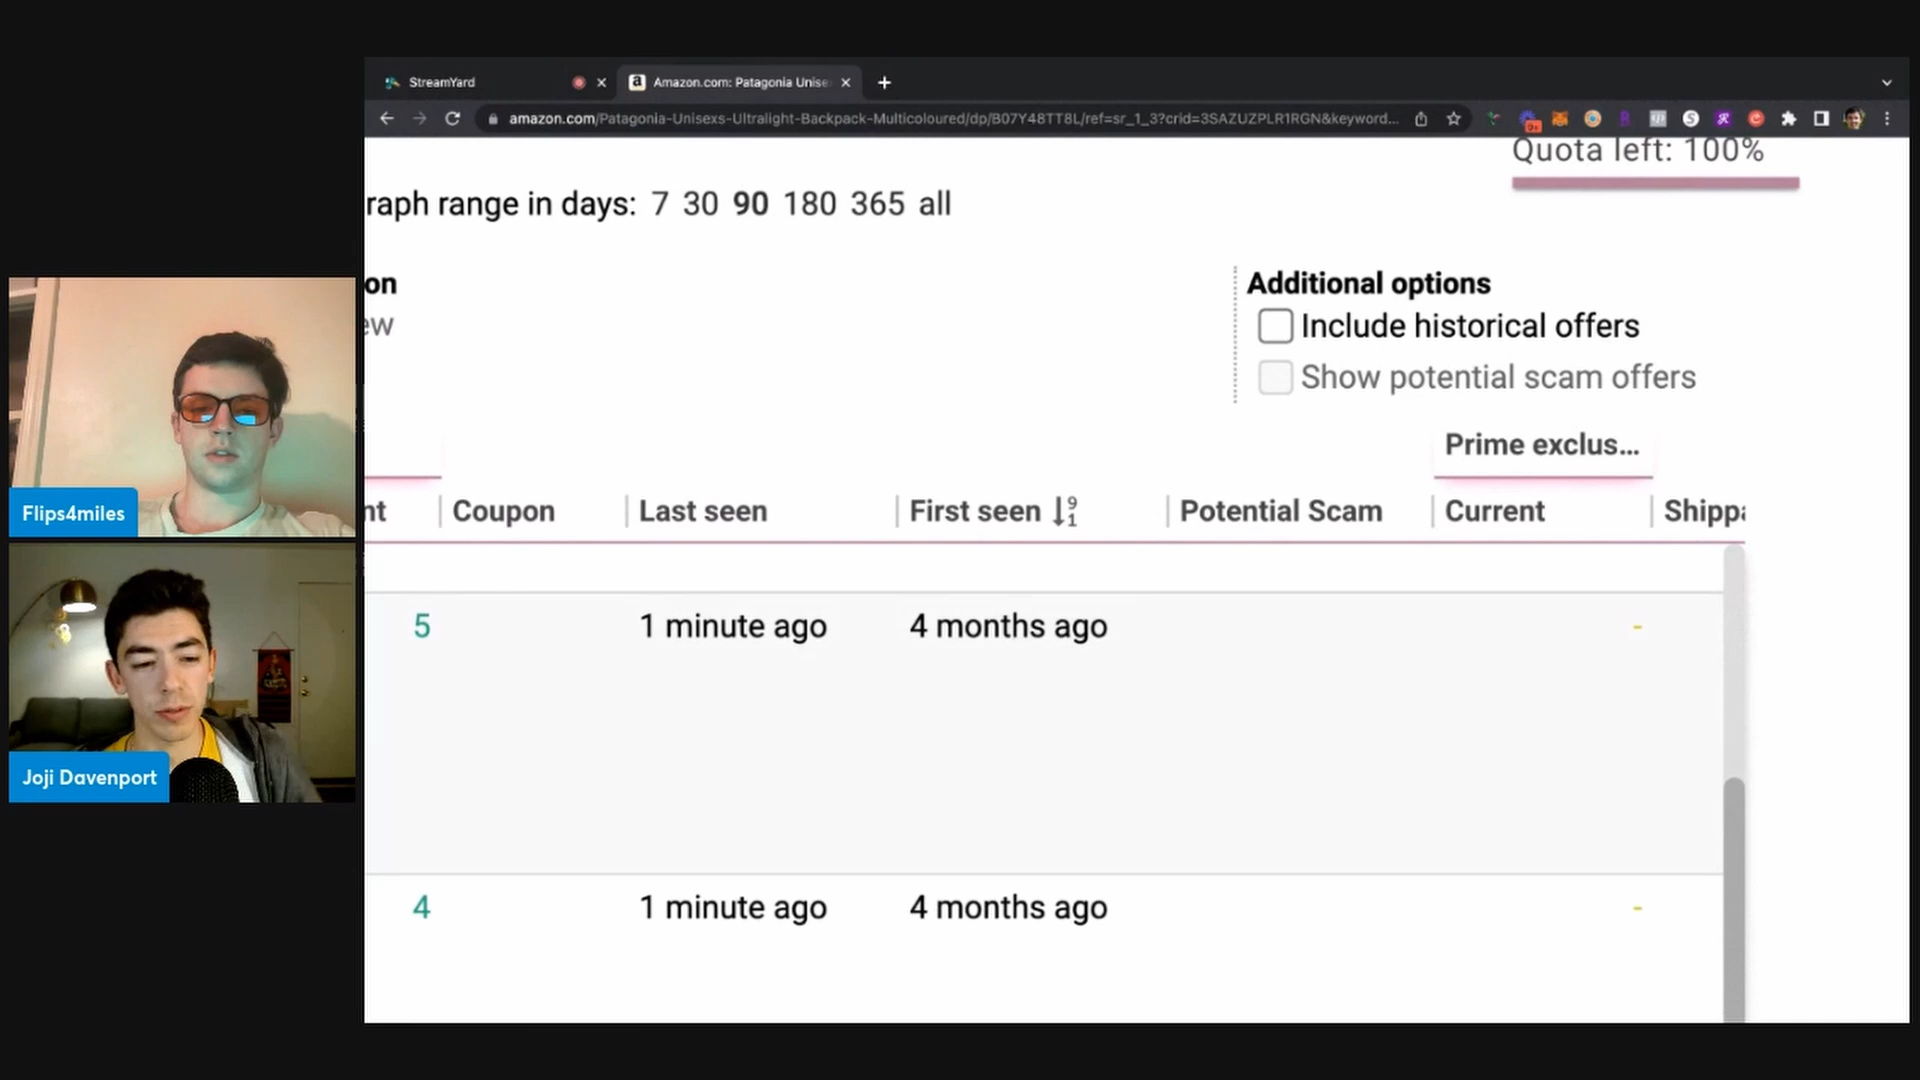 StreamYard
Amazon.com: Patagonia Unise
amazon.com/Patagonia-Unisexs-Ultralight-Backpack-Multicoloured/dp/B07Y48TT8L/ref=sr_1_3?crid=3SAZUZPLR1RGN&keyword...
Quota left: 100%
raph range in days: 7 30 90 180 365 all
on
ew
Additional options
Include historical offers
Show potential scam offers
Prime exclus...
nt Coupon Last seen First seen Potential Scam Current Shippa
5 1 minute ago 4 months ago -
4 1 minute ago 4 months ago -
Flips4miles
Joji Davenport